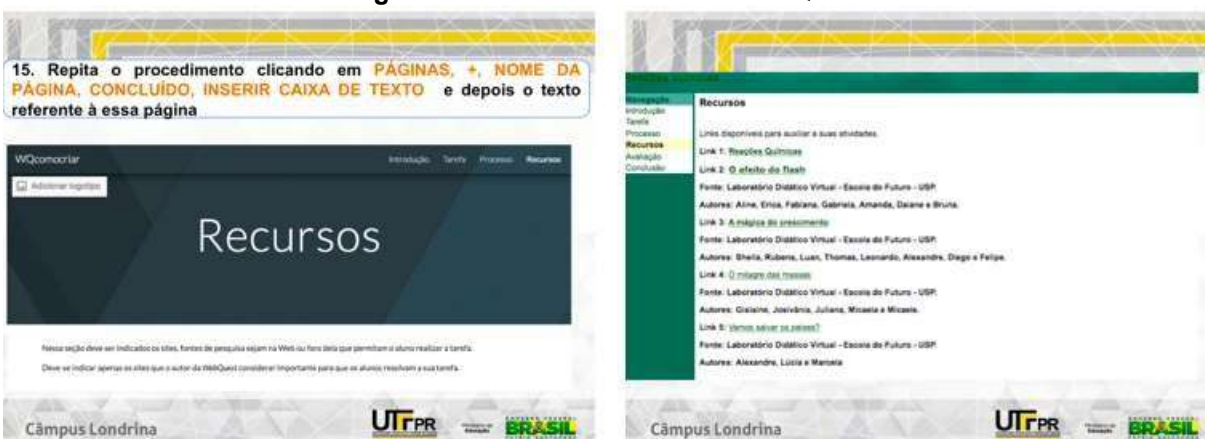 15. Repita o procedimento clicando em PÁGINAS, +, NOME DA
PÁGINA, CONCLUÍDO, INSERIR CAIXA DE TEXTO e depois o texto
referente à essa página
WQcomocriar
Introdução Tarefa Processo Recursos
Adicionar logotipo
Recursos
Nessa seção deve ser indicados os sites, fontes de pesquisa sejam na Web ou fora dela que permitam o aluno realizar a tarefa.
Deve-se indicar apenas os sites que o autor da WebQuest considerar importante para que os alunos resolvam a sua tarefa.
Câmpus Londrina
UTFPR
BRASIL
Navegação
Introdução
Tarefa
Processo
Recursos
Avaliação
Conclusão
Recursos
Links disponíveis para auxiliar a suas atividades.
Link 1: Reações Químicas
Link 2: O efeito do flash
Fonte: Laboratório Didático Virtual - Escola do Futuro - USP.
Autores: Aline, Erica, Fabiana, Gabriela, Amanda, Daiane e Bruna.
Link 3: A mágica do crescimento
Fonte: Laboratório Didático Virtual - Escola do Futuro - USP.
Autores: Sheila, Rubens, Luan, Thomas, Leonardo, Alexandre, Diego e Felipe.
Link 4: O milagre das massas
Fonte: Laboratório Didático Virtual - Escola do Futuro - USP.
Autores: Gislaine, Josivânia, Juliana, Micaela e Micaele.
Link 5: Vamos salvar os peixes?
Fonte: Laboratório Didático Virtual - Escola do Futuro - USP.
Autores: Alexandre, Lúcia e Marcela
Câmpus Londrina
UTFPR
BRASIL